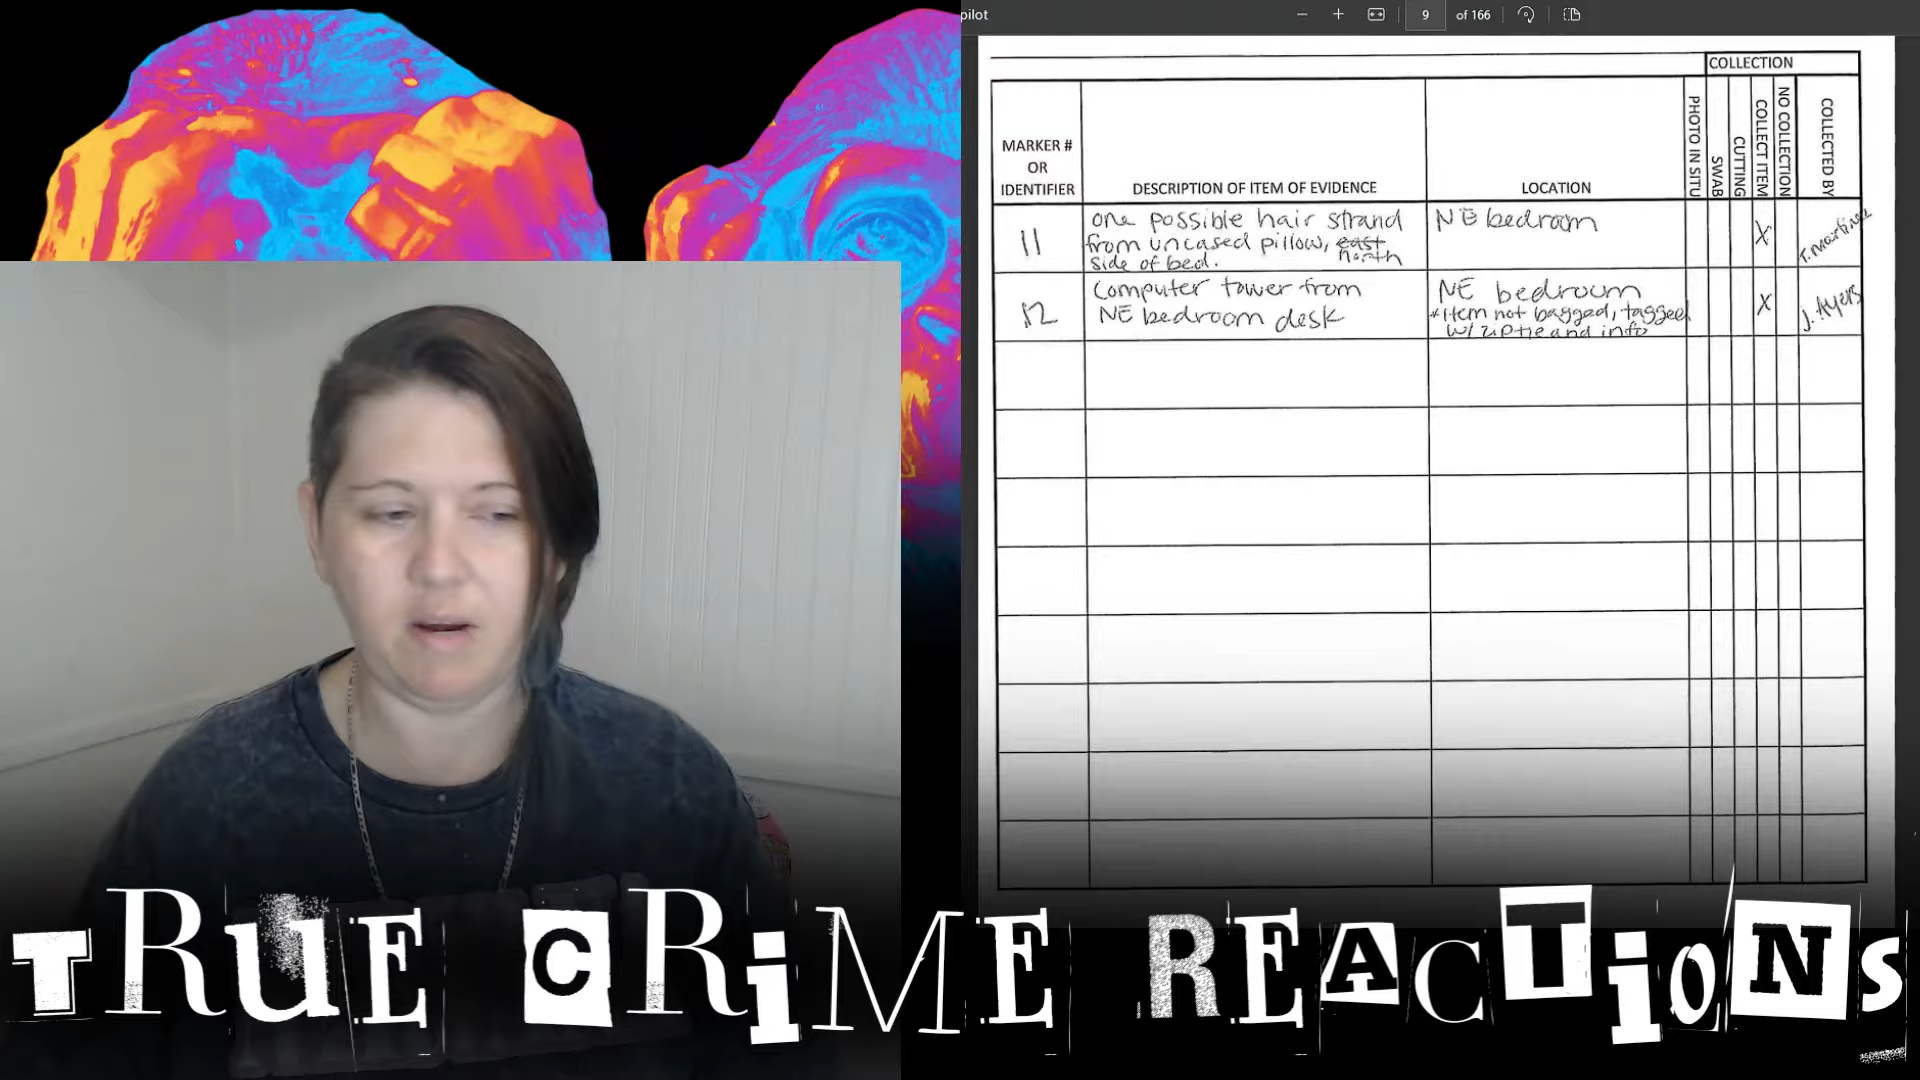 pilot
9 of 166
COLLECTION
MARKER #
OR
IDENTIFIER
DESCRIPTION OF ITEM OF EVIDENCE
LOCATION
PHOTO IN SITU
SWAB
CUTTING
COLLECT ITEM
NO COLLECTION
COLLECTED BY
11
one possible hair strand
from uncased pillow, east
north
side of bed.
NE bedroom
X
T. Martinez
12
Computer tower from
NE bedroom desk
NE bedroom
*item not bagged, tagged
w/ ziptie and info
X
J. Ayers
TRUE CRiME REACTiONS